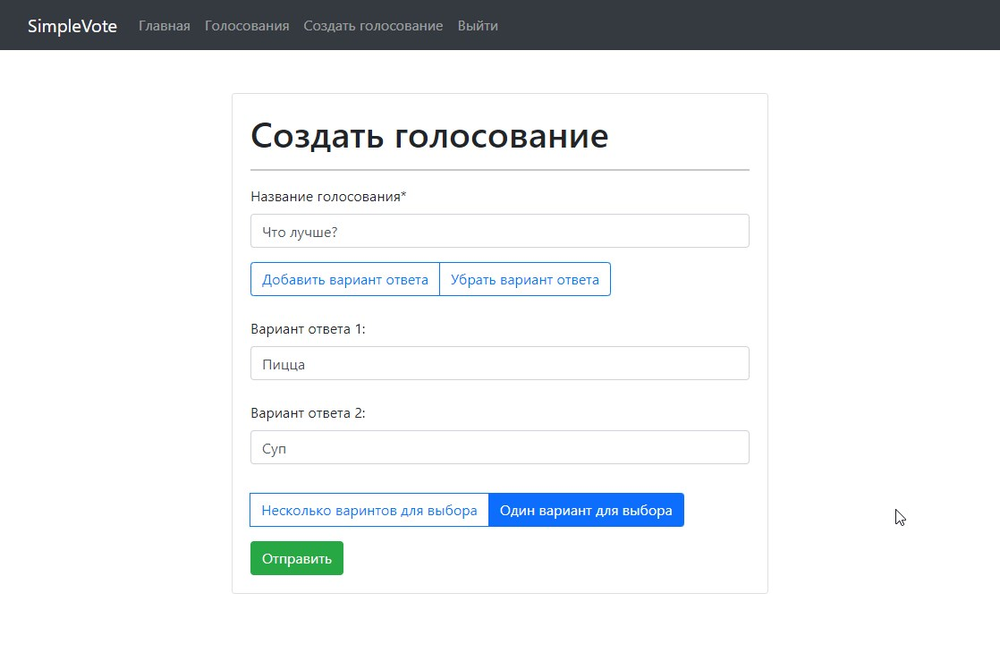 SimpleVote Главная Голосования Создать голосование Выйти
Создать голосование
Название голосования*
Что лучше?
Добавить вариант ответа Убрать вариант ответа
Вариант ответа 1:
Пицца
Вариант ответа 2:
Суп
Несколько варинтов для выбора Один вариант для выбора
Отправить